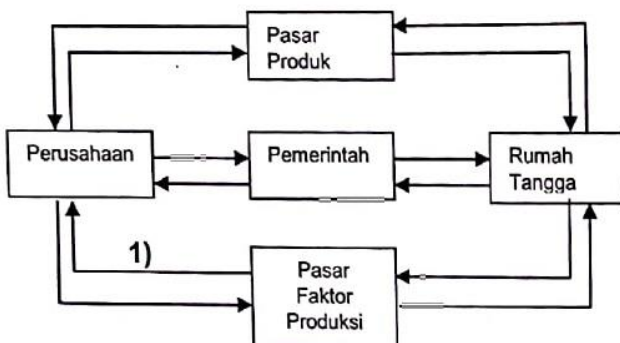 Pasar
Produk
Perusahaan
Pemerintah
Rumah
Tangga
1)
Pasar
Faktor
Produksi